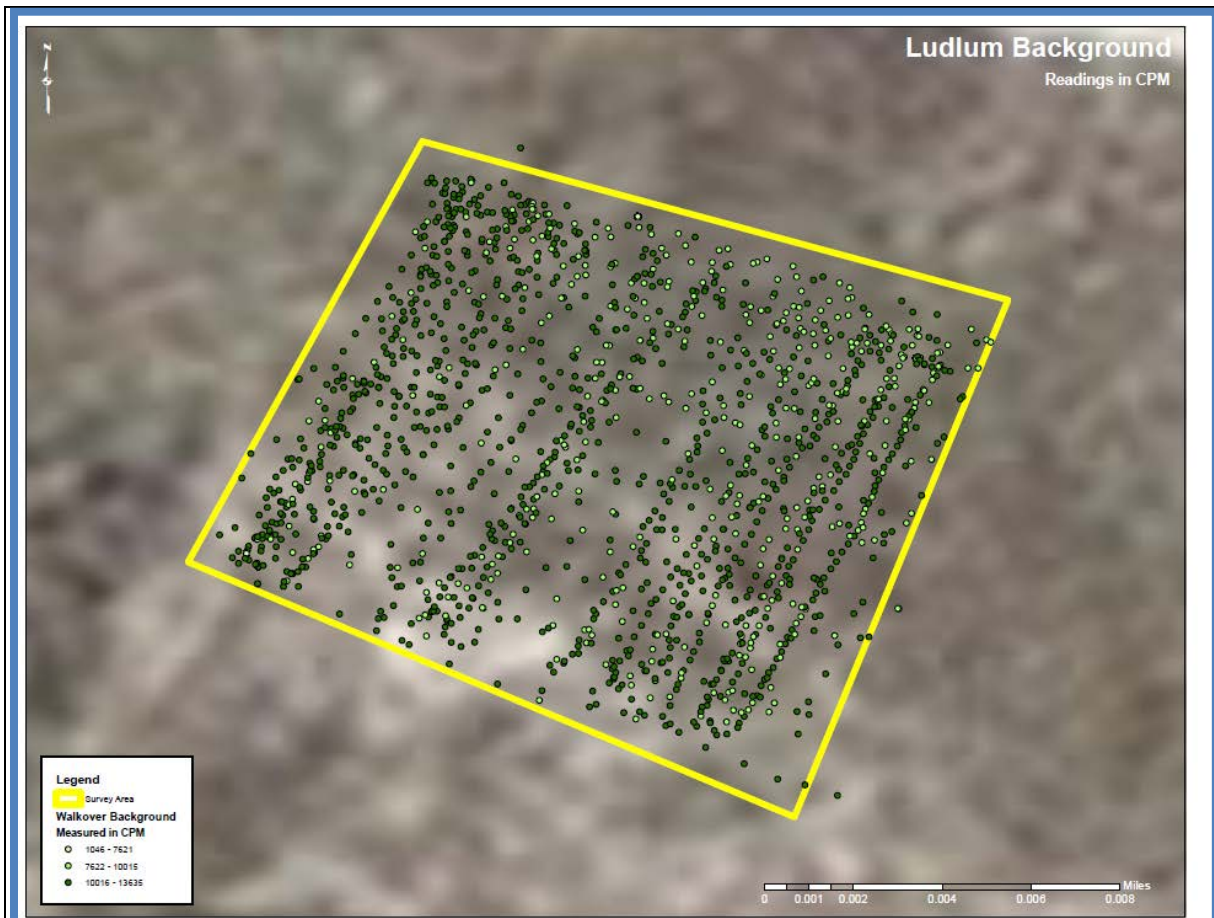 N
Ludlum Background
Readings in CPM
Legend
Survey Area
Walkover Background
Measured in CPM
1046 - 7621
7622 - 10015
10016 - 13635
Miles
0 0.001 0.002 0.004 0.006 0.008